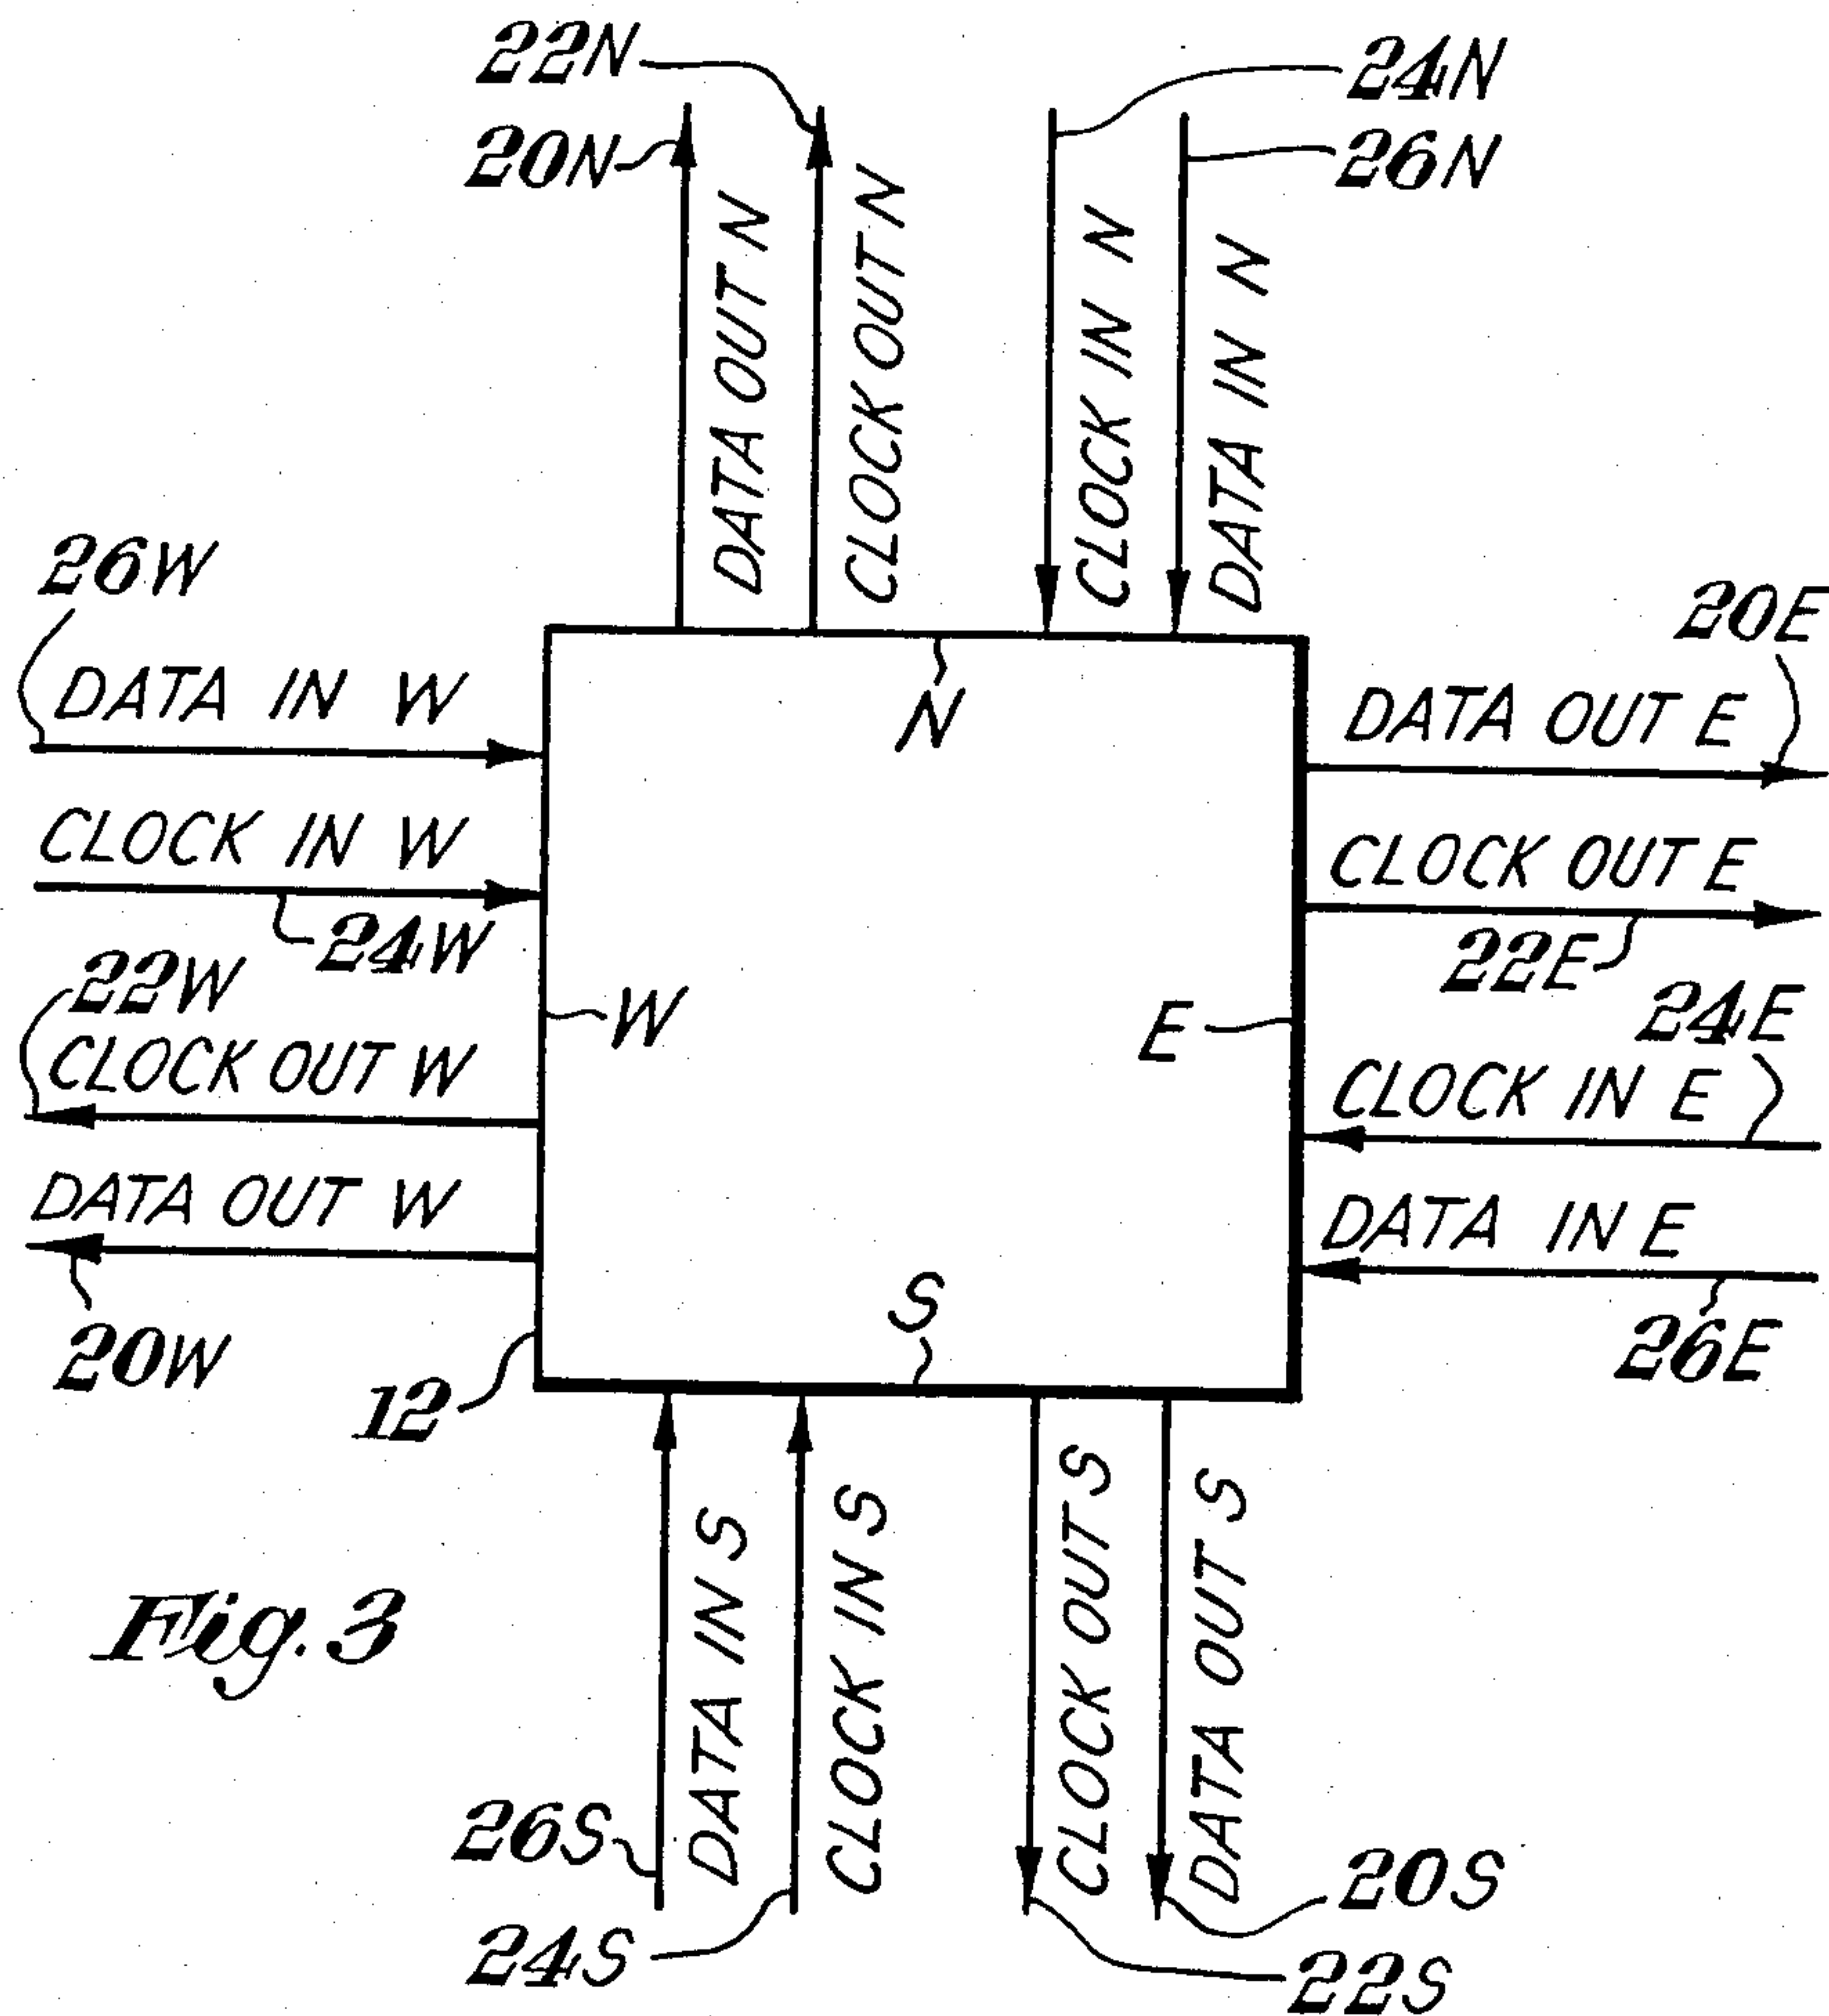 22N
24N
20N
26N
DATA OUT N
CLOCK OUT N
CLOCK IN N
DATA IN N
26W
20E
DATA IN W
N
DATA OUT E
CLOCK IN W
CLOCK OUT E
24W
22E
22W
W
E
24E
CLOCK OUT W
CLOCK IN E
DATA OUT W
DATA IN E
S
20W
26E
12
DATA IN S
CLOCK IN S
CLOCK OUT S
DATA OUT S
Fig. 3
26S
20S
24S
22S